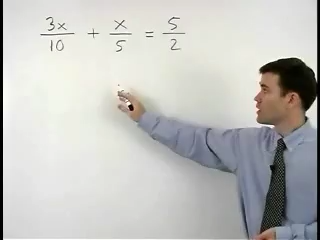 3x/10 + x/5 = 5/2